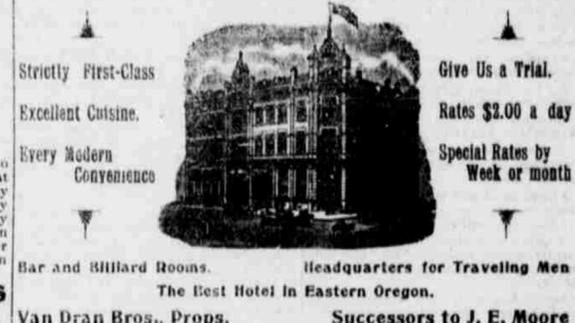 Strictly First-Class
Excellent Cuisine.
Every Modern
Convenience
Give Us a Trial.
Rates $2.00 a day
Special Rates by
Week or month
Bar and Billiard Rooms.
Headquarters for Traveling Men
The Best Hotel in Eastern Oregon.
Van Dran Bros., Props.
Successors to J. E. Moore